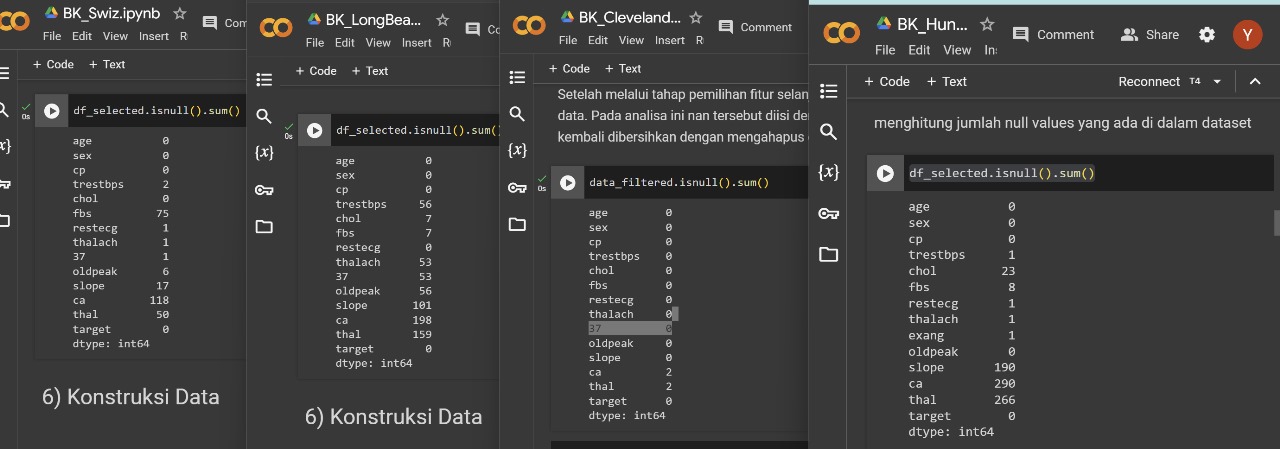 BK_Swiz.ipynb
File Edit View Insert R
Com
+ Code + Text
0s
df_selected.isnull().sum()
age 0
sex 0
cp 0
trestbps 2
chol 0
fbs 75
restecg 1
thalach 1
37 1
oldpeak 6
slope 17
ca 118
thal 50
target 0
dtype: int64
6) Konstruksi Data
BK_LongBea...
File Edit View Insert R
Co
+ Code + Text
{x}
0s
df_selected.isnull().sum()
age 0
sex 0
cp 0
trestbps 56
chol 7
fbs 7
restecg 0
thalach 53
37 53
oldpeak 56
slope 101
ca 198
thal 159
target 0
dtype: int64
6) Konstruksi Data
BK_Cleveland...
File Edit View Insert R
Comment
+ Code + Text
Setelah melalui tahap pemilihan fitur selan
data. Pada analisa ini nan tersebut diisi de
kembali dibersihkan dengan mengahapus
{x}
0s
data_filtered.isnull().sum()
age 0
sex 0
cp 0
trestbps 0
chol 0
fbs 0
restecg 0
thalach 0
37 0
oldpeak 0
slope 0
ca 2
thal 2
target 0
dtype: int64
BK_Hun...
File Edit View In
Comment
Share
Y
+ Code + Text
Reconnect T4
menghitung jumlah null values yang ada di dalam dataset
{x}
df_selected.isnull().sum()
age 0
sex 0
cp 0
trestbps 1
chol 23
fbs 8
restecg 1
thalach 1
exang 1
oldpeak 0
slope 190
ca 290
thal 266
target 0
dtype: int64